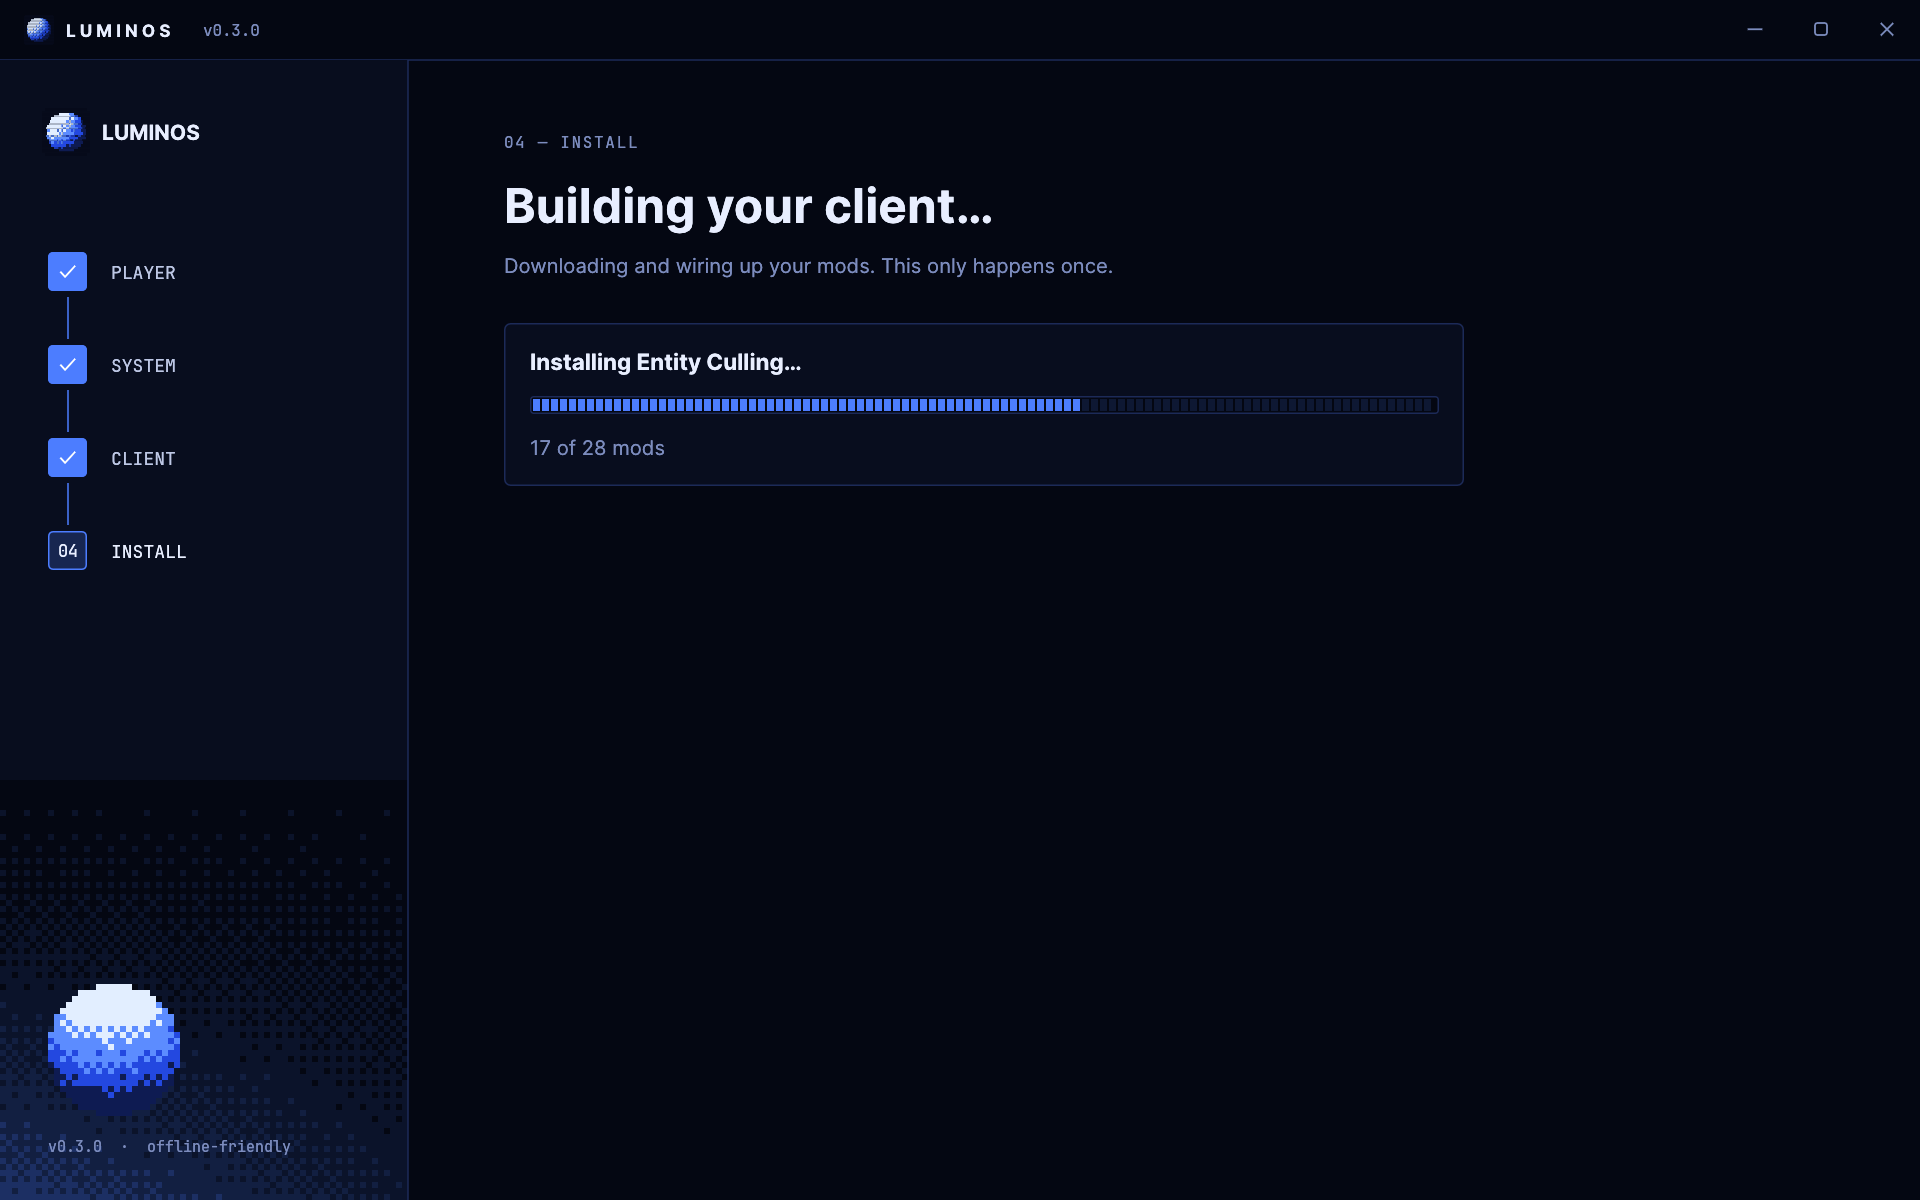 LUMINOS v0.3.0
LUMINOS
PLAYER
SYSTEM
CLIENT
04 INSTALL
v0.3.0 · offline-friendly
04 — INSTALL
Building your client...
Downloading and wiring up your mods. This only happens once.
Installing Entity Culling...
17 of 28 mods